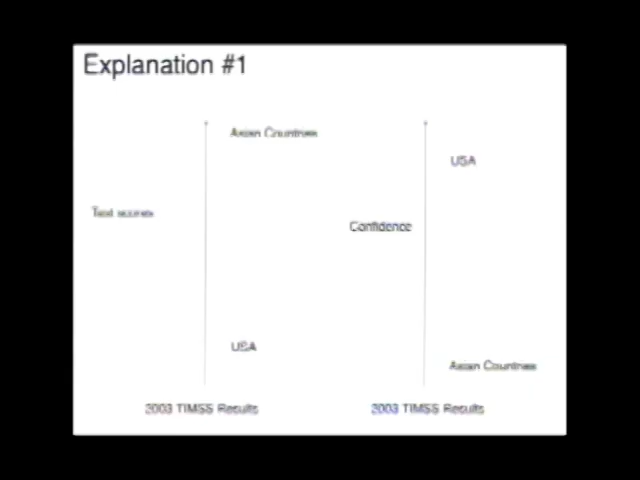 Explanation #1
Asian Countries
USA
Test scores
Confidence
USA
Asian Countries
2003 TIMSS Results
2003 TIMSS Results